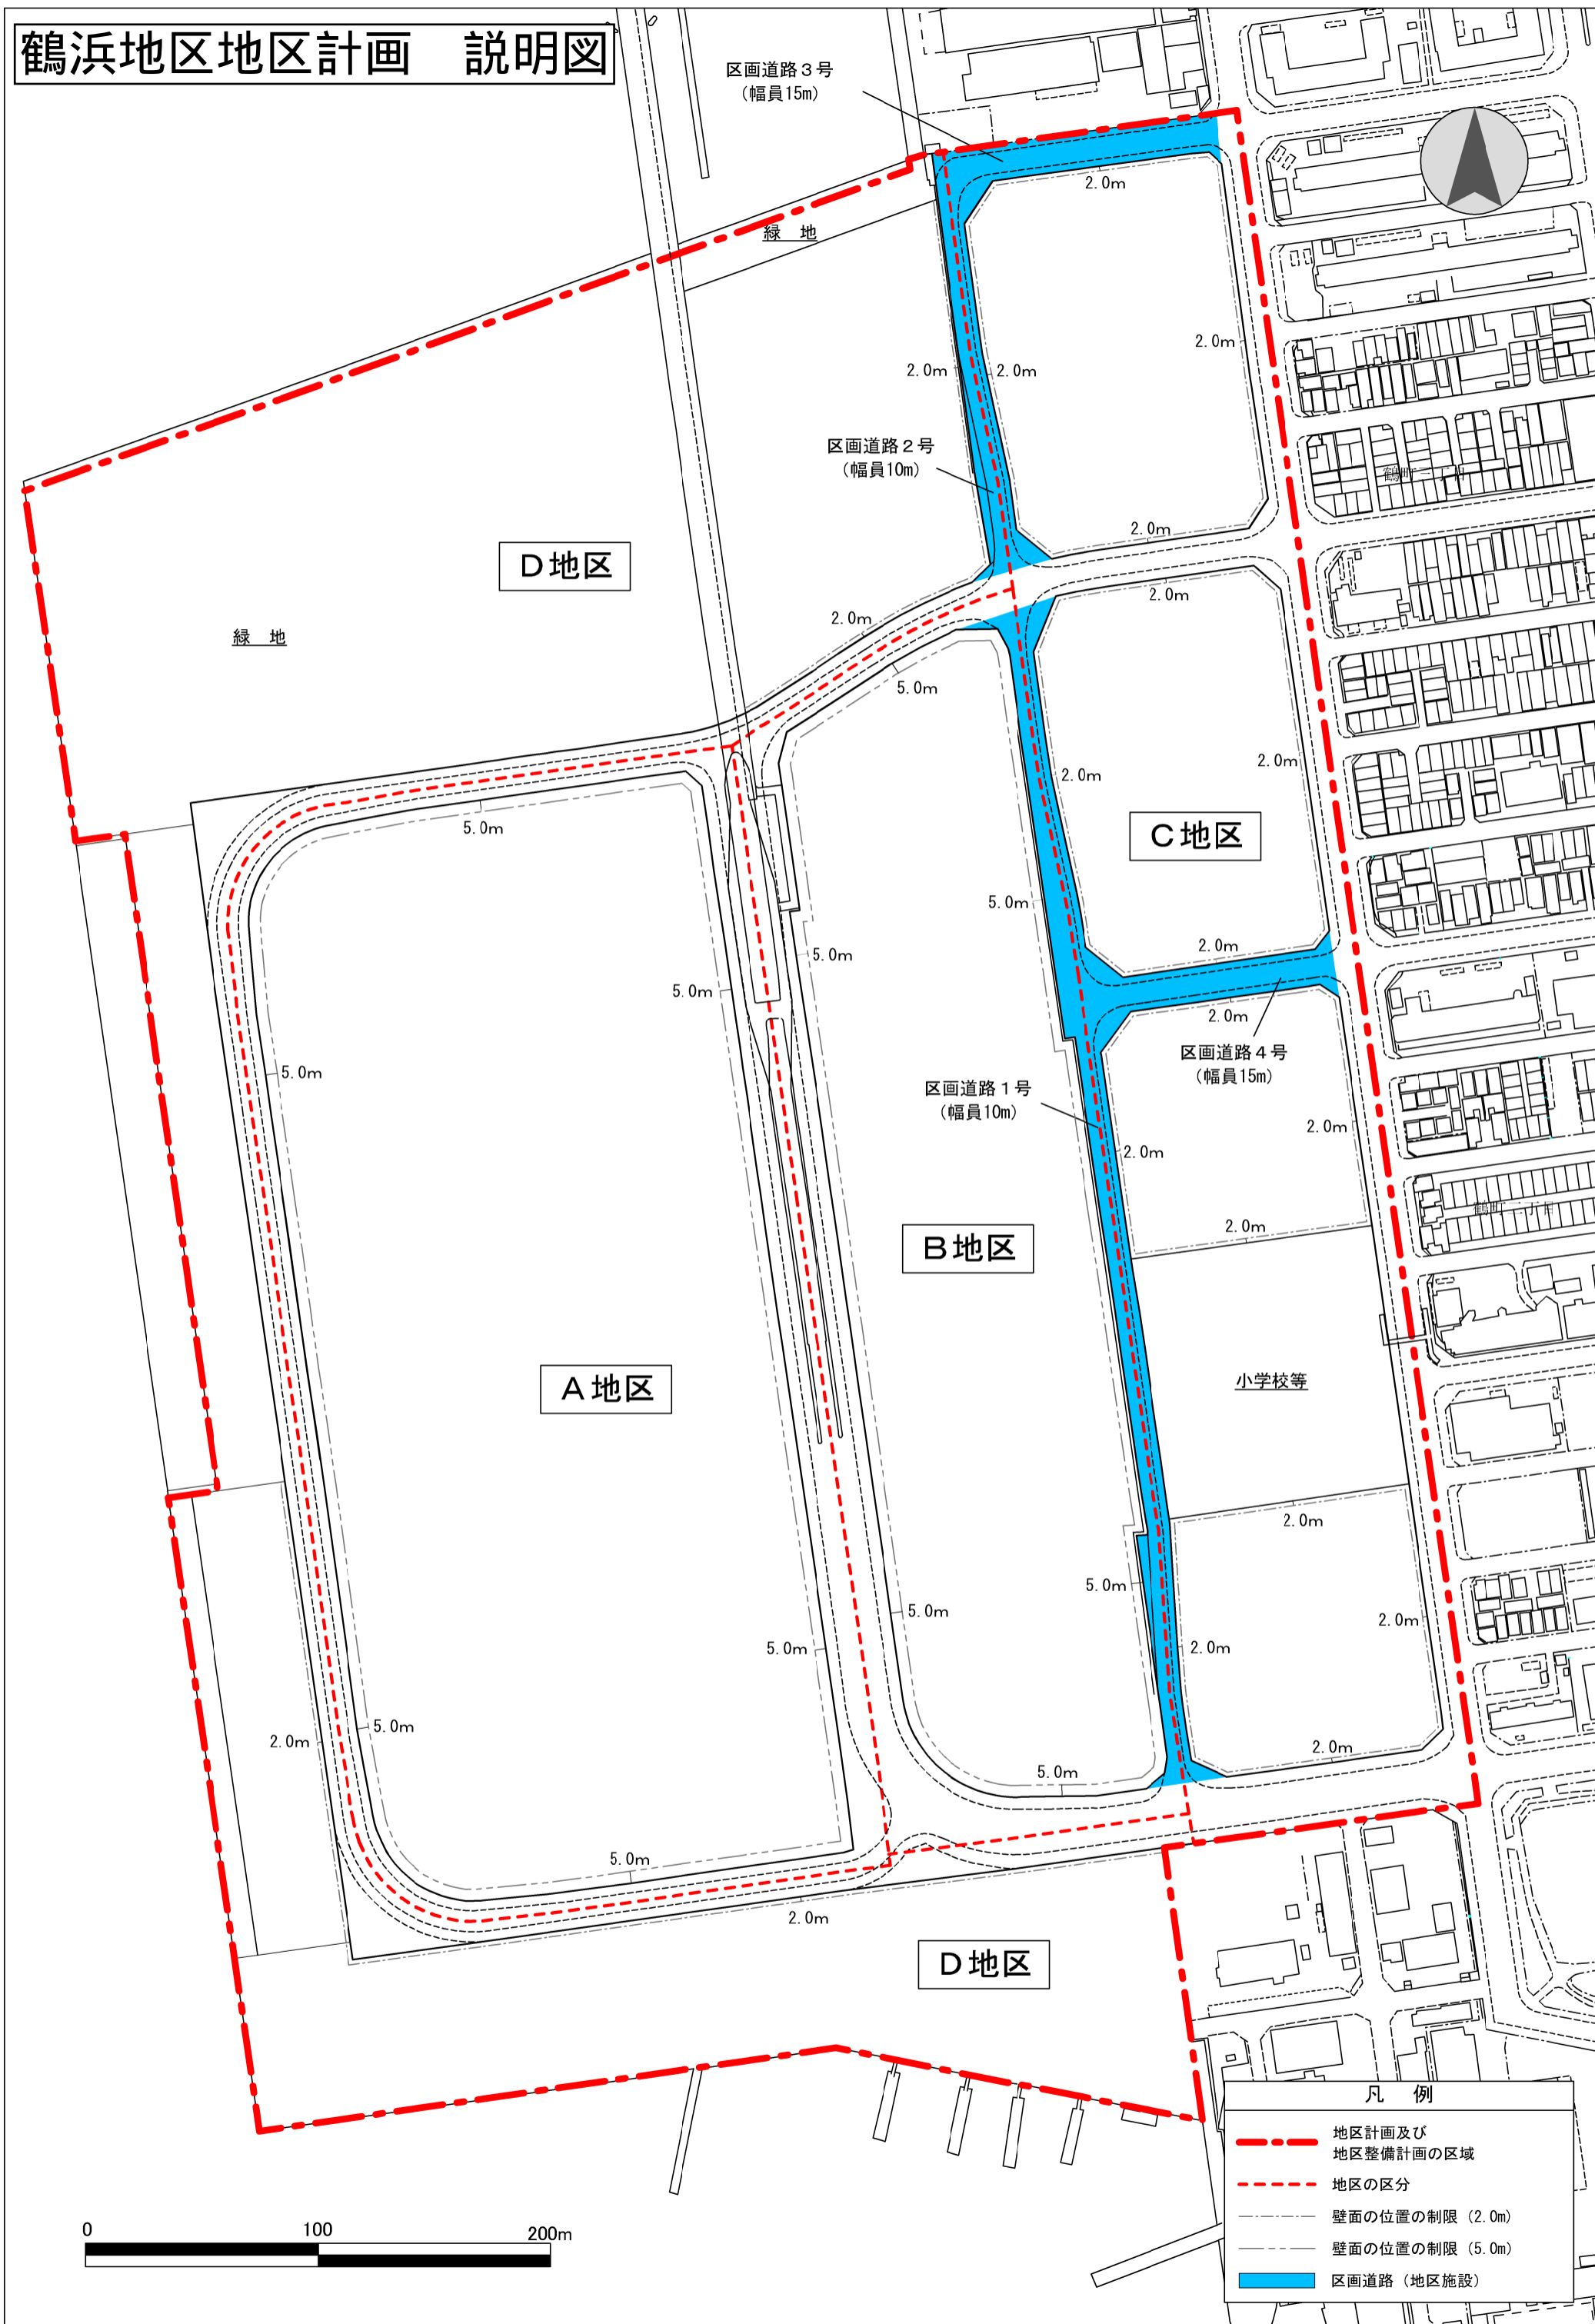 鶴浜地区地区計画　説明図
区画道路３号
（幅員15m）
2.0m
緑　地
2.0m
2.0m
2.0m
区画道路２号
（幅員10m）
鶴町三丁目
2.0m
D地区
2.0m
2.0m
緑　地
5.0m
2.0m
2.0m
5.0m
C地区
5.0m
2.0m
5.0m
5.0m
2.0m
区画道路４号
（幅員15m）
5.0m
区画道路１号
（幅員10m）
2.0m
2.0m
鶴町二丁目
2.0m
B地区
小学校等
A地区
2.0m
5.0m
5.0m
2.0m
5.0m
2.0m
5.0m
2.0m
2.0m
5.0m
5.0m
2.0m
D地区
凡　例
地区計画及び
地区整備計画の区域
地区の区分
壁面の位置の制限（2.0m）
壁面の位置の制限（5.0m）
区画道路（地区施設）
0　100　200m